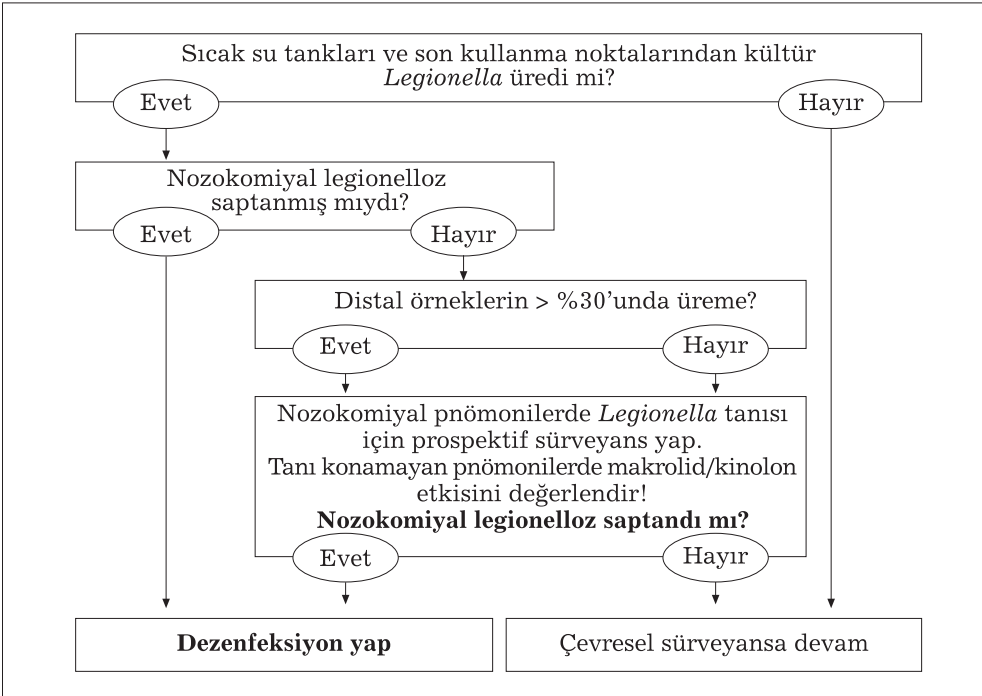 Sıcak su tankları ve son kullanma noktalarından kültür
Legionella üredi mi?
Evet
Hayır
Nozokomiyal legionelloz
saptanmış mıydı?
Evet
Hayır
Distal örneklerin > %30'unda üreme?
Evet
Hayır
Nozokomiyal pnömonilerde Legionella tanısı
için prospektif sürveyans yap.
Tanı konamayan pnömonilerde makrolid/kinolon
etkisini değerlendir!
Nozokomiyal legionelloz saptandı mı?
Evet
Hayır
Dezenfeksiyon yap
Çevresel sürveyansa devam